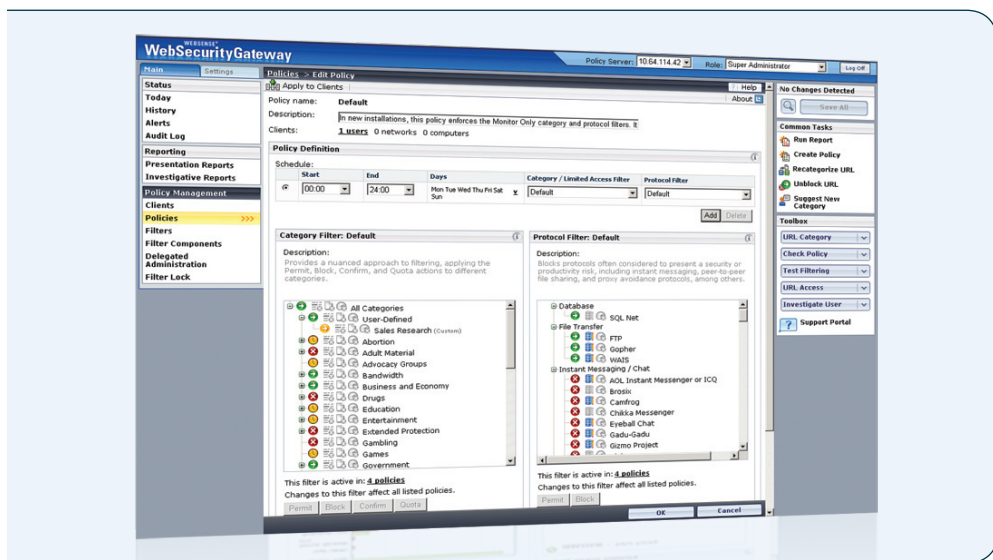 WEBSENSE
WebSecurityGateway
Policy Server: 10.64.114.42 Role: Super Administrator Log Off
Main Settings
Status
Today
History
Alerts
Audit Log
Reporting
Presentation Reports
Investigative Reports
Policy Management
Clients
Policies >>>
Filters
Filter Components
Delegated
Administration
Filter Lock
Policies > Edit Policy
Apply to Clients
? Help
About
Policy name: Default
Description: In new installations, this policy enforces the Monitor Only category and protocol filters. It
Clients: 1 users 0 networks 0 computers
Policy Definition
Schedule:
Start End Days Category / Limited Access Filter Protocol Filter
00:00 24:00 Mon Tue Wed Thu Fri Sat Default Default
Sun
Add Delete
Category Filter: Default
Description:
Provides a nuanced approach to filtering, applying the
Permit, Block, Confirm, and Quota actions to different
categories.
All Categories
User-Defined
Sales Research (Custom)
Abortion
Adult Material
Advocacy Groups
Bandwidth
Business and Economy
Drugs
Education
Entertainment
Extended Protection
Gambling
Games
Government
This filter is active in: 4 policies
Changes to this filter affect all listed policies.
Permit Block Confirm Quota
Protocol Filter: Default
Description:
Blocks protocols often considered to present a security or
productivity risk, including instant messaging, peer-to-peer
file sharing, and proxy avoidance protocols, among others.
Database
SQL Net
File Transfer
FTP
Gopher
WAIS
Instant Messaging / Chat
AOL Instant Messenger or ICQ
Brosix
Camfrog
Chikka Messenger
Eyeball Chat
Gadu-Gadu
Gizmo Project
This filter is active in: 4 policies
Changes to this filter affect all listed policies.
Permit Block
OK Cancel
No Changes Detected
Save All
Common Tasks
Run Report
Create Policy
Recategorize URL
Unblock URL
Suggest New
Category
Toolbox
URL Category
Check Policy
Test Filtering
URL Access
Investigate User
? Support Portal